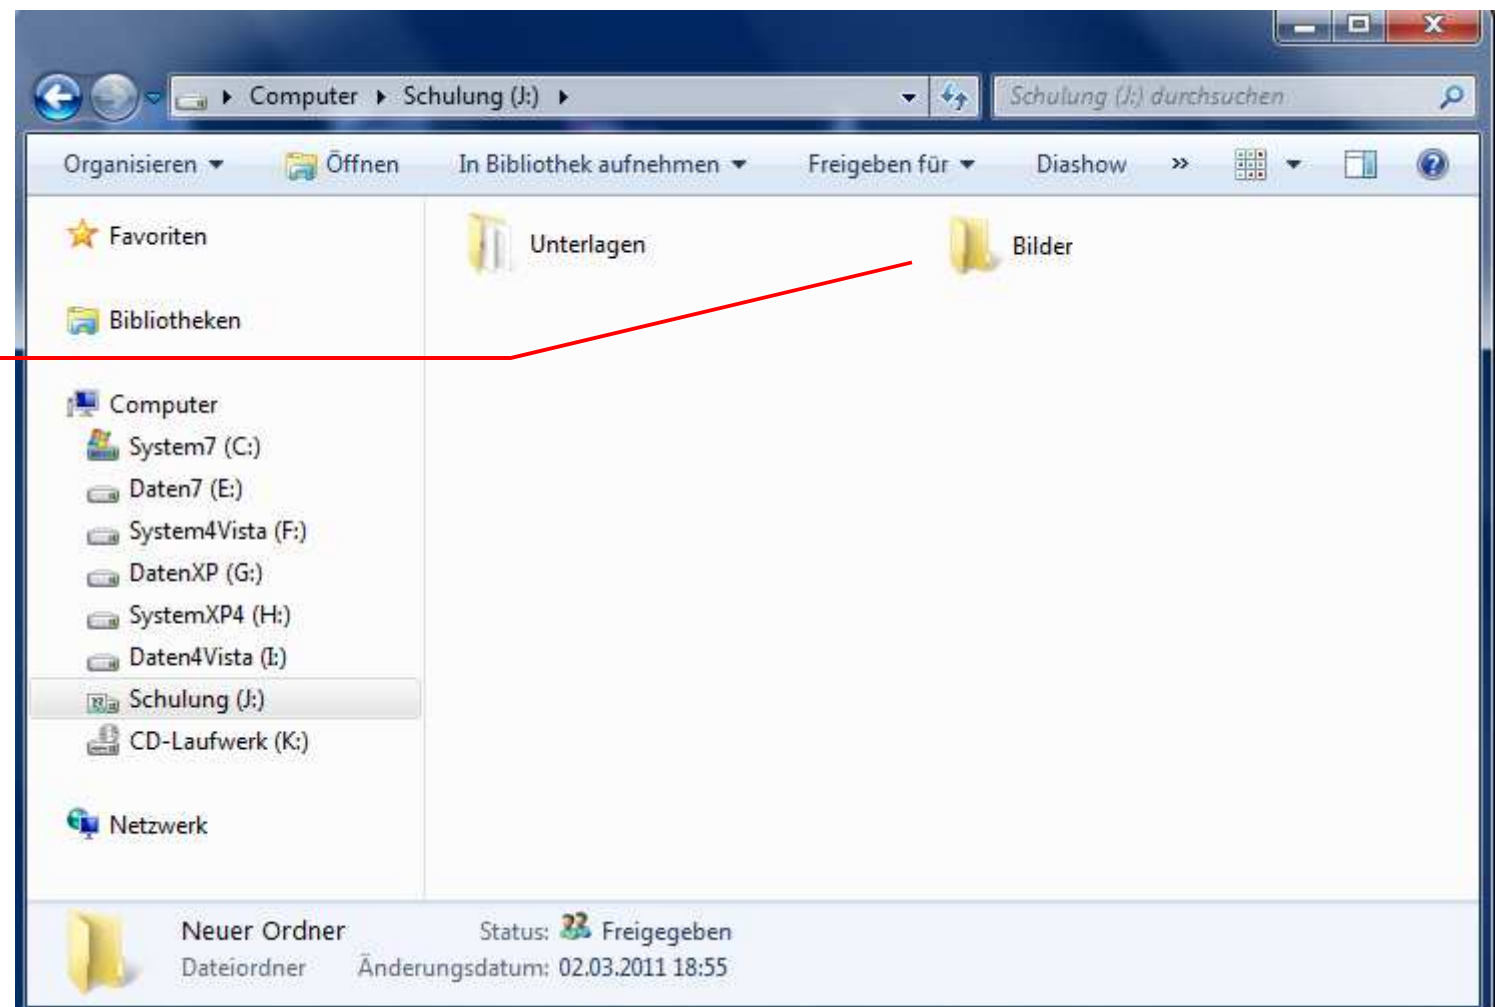 Computer Schulung (J:)
Schulung (J:) durchsuchen
Organisieren Öffnen In Bibliothek aufnehmen Freigeben für Diashow »
Favoriten
Unterlagen
Bilder
Bibliotheken
Computer
System7 (C:)
Daten7 (E:)
System4Vista (F:)
DatenXP (G:)
SystemXP4 (H:)
Daten4Vista (I:)
Schulung (J:)
CD-Laufwerk (K:)
Netzwerk
Neuer Ordner Status: Freigegeben
Dateiordner Änderungsdatum: 02.03.2011 18:55